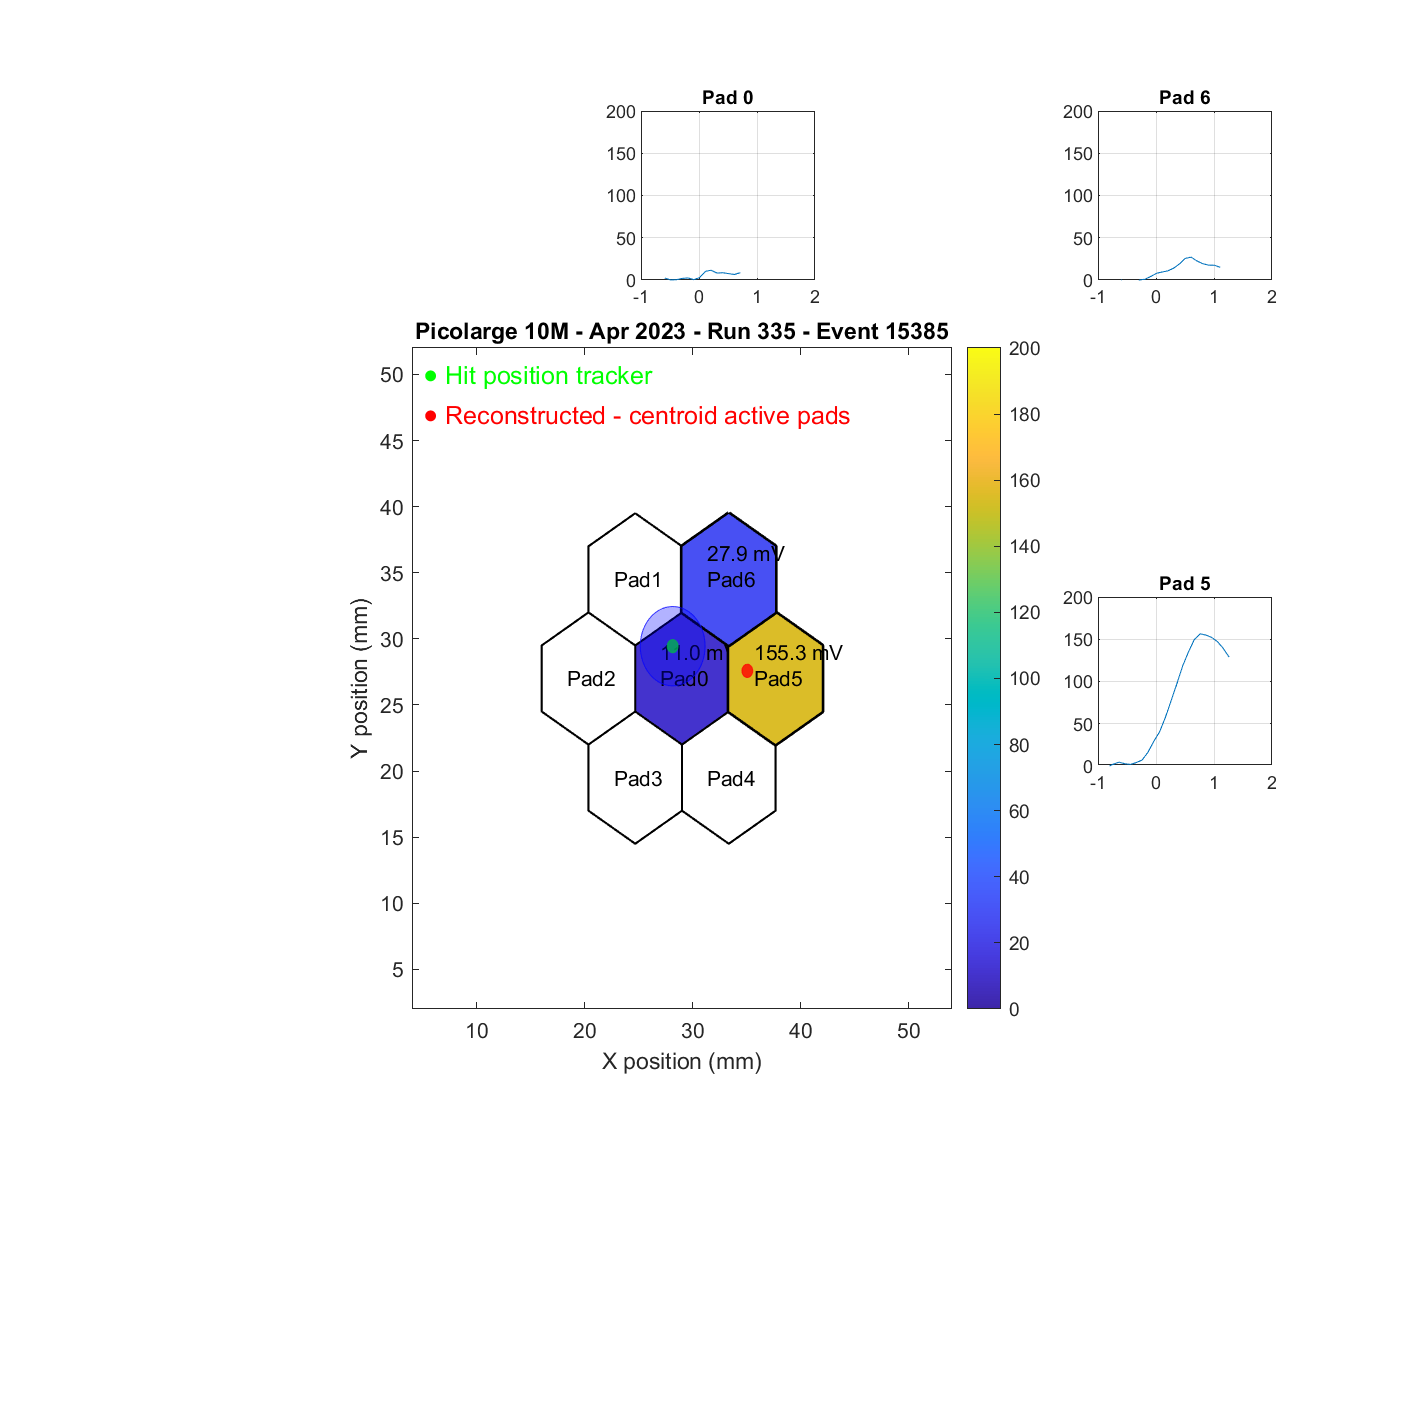 Pad 0
200
150
100
50
0
-1 0 1 2
Pad 6
200
150
100
50
0
-1 0 1 2
Picolarge 10M - Apr 2023 - Run 335 - Event 15385
Hit position tracker
Reconstructed - centroid active pads
50
45
40
35
30
25
20
15
10
5
Y position (mm)
10 20 30 40 50
X position (mm)
Pad1
27.9 mV
Pad6
Pad2
11.0 m
Pad0
155.3 mV
Pad5
Pad3
Pad4
200
180
160
140
120
100
80
60
40
20
0
Pad 5
200
150
100
50
0
-1 0 1 2